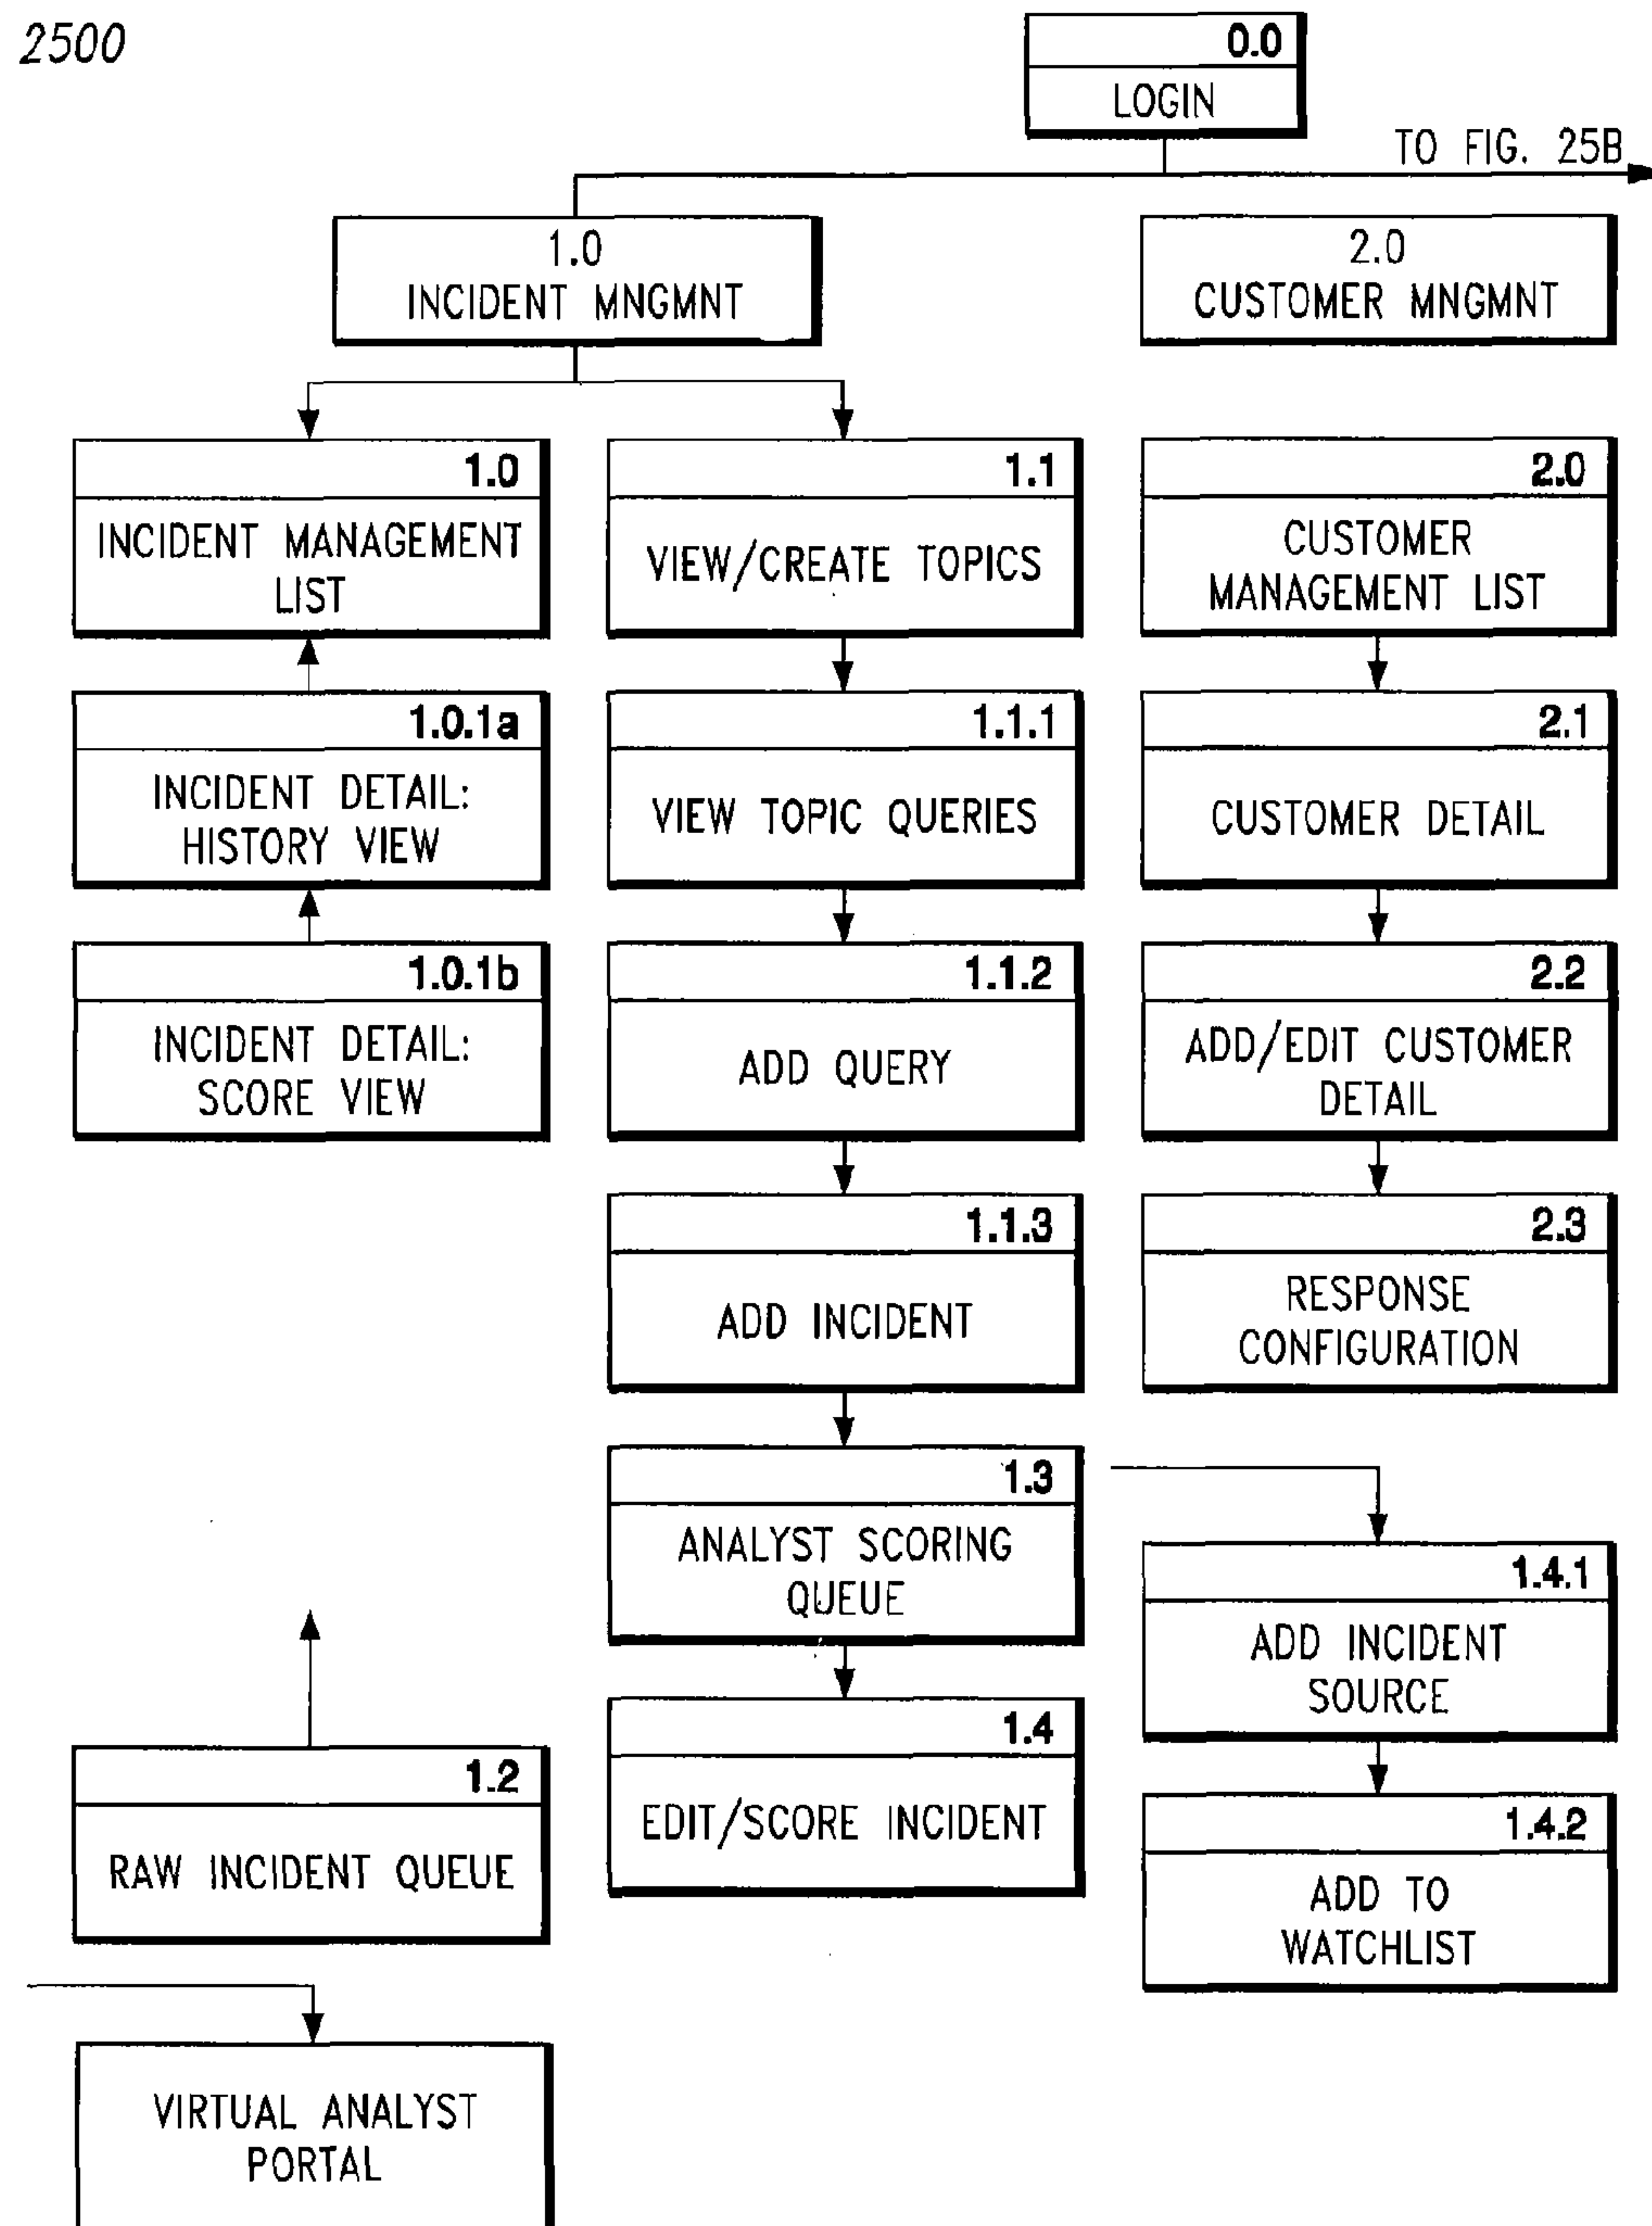 2500
0.0
LOGIN
TO FIG. 25B
1.0
INCIDENT MNGMNT
2.0
CUSTOMER MNGMNT
1.0
INCIDENT MANAGEMENT
LIST
1.1
VIEW/CREATE TOPICS
2.0
CUSTOMER
MANAGEMENT LIST
1.0.1a
INCIDENT DETAIL:
HISTORY VIEW
1.1.1
VIEW TOPIC QUERIES
2.1
CUSTOMER DETAIL
1.0.1b
INCIDENT DETAIL:
SCORE VIEW
1.1.2
ADD QUERY
2.2
ADD/EDIT CUSTOMER
DETAIL
1.1.3
ADD INCIDENT
2.3
RESPONSE
CONFIGURATION
1.3
ANALYST SCORING
QUEUE
1.4.1
ADD INCIDENT
SOURCE
1.2
RAW INCIDENT QUEUE
1.4
EDIT/SCORE INCIDENT
1.4.2
ADD TO
WATCHLIST
VIRTUAL ANALYST
PORTAL